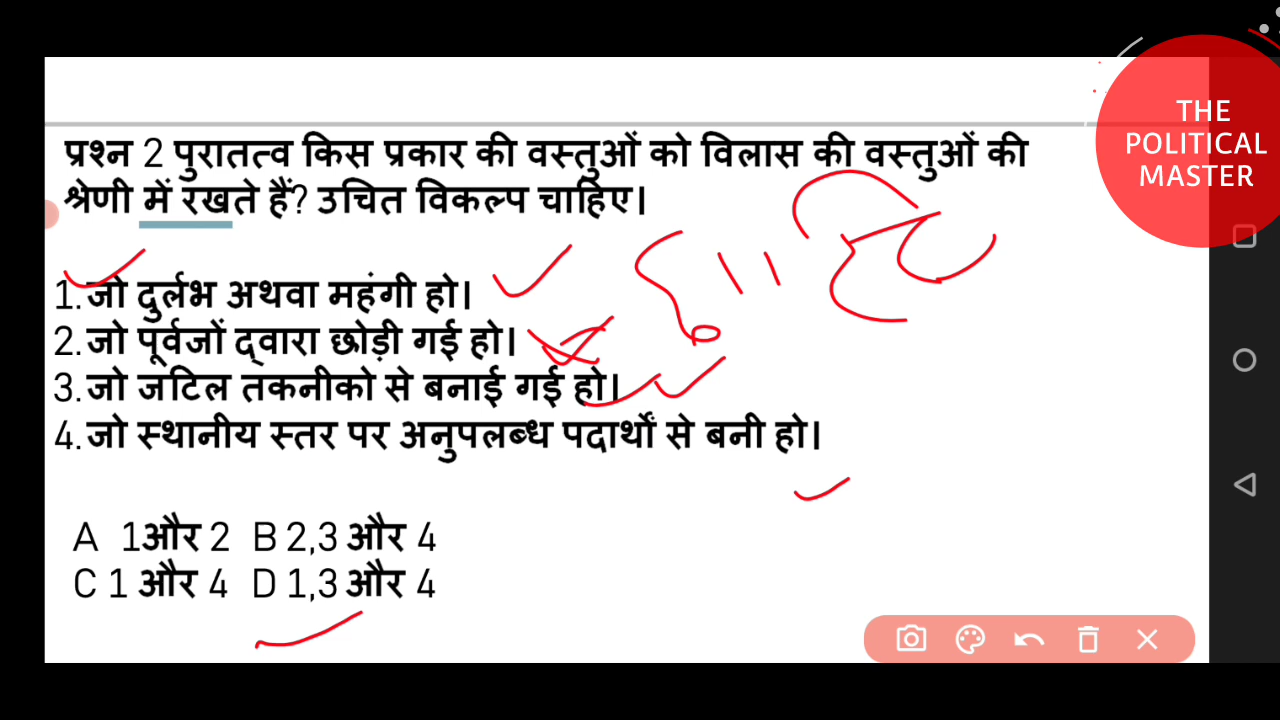 THE
POLITICAL
MASTER
प्रश्न 2 पुरातत्व किस प्रकार की वस्तुओं को विलास की वस्तुओं की
श्रेणी में रखते हैं? उचित विकल्प चाहिए।
1. जो दुर्लभ अथवा महंगी हो।
2. जो पूर्वजों द्वारा छोड़ी गई हो।
3. जो जटिल तकनीको से बनाई गई हो।
4. जो स्थानीय स्तर पर अनुपलब्ध पदार्थों से बनी हो।
A 1और 2 B 2,3 और 4
C 1 और 4 D 1,3 और 4